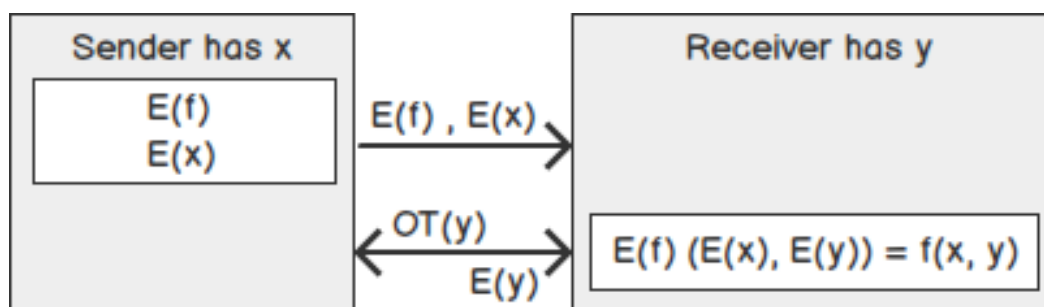 Sender has x
E(f)
E(x)
E(f) , E(x)
OT(y)
E(y)
Receiver has y
E(f) (E(x), E(y)) = f(x, y)